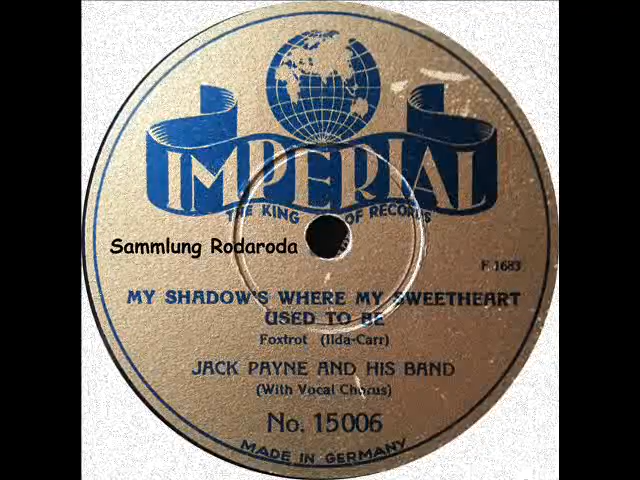 IMPERIAL
THE KING OF RECORDS
Sammlung Rodaroda
F 1683
MY SHADOW'S WHERE MY SWEETHEART
USED TO BE
Foxtrot (Ilda-Carr)
JACK PAYNE AND HIS BAND
(With Vocal Chorus)
No. 15006
MADE IN GERMANY